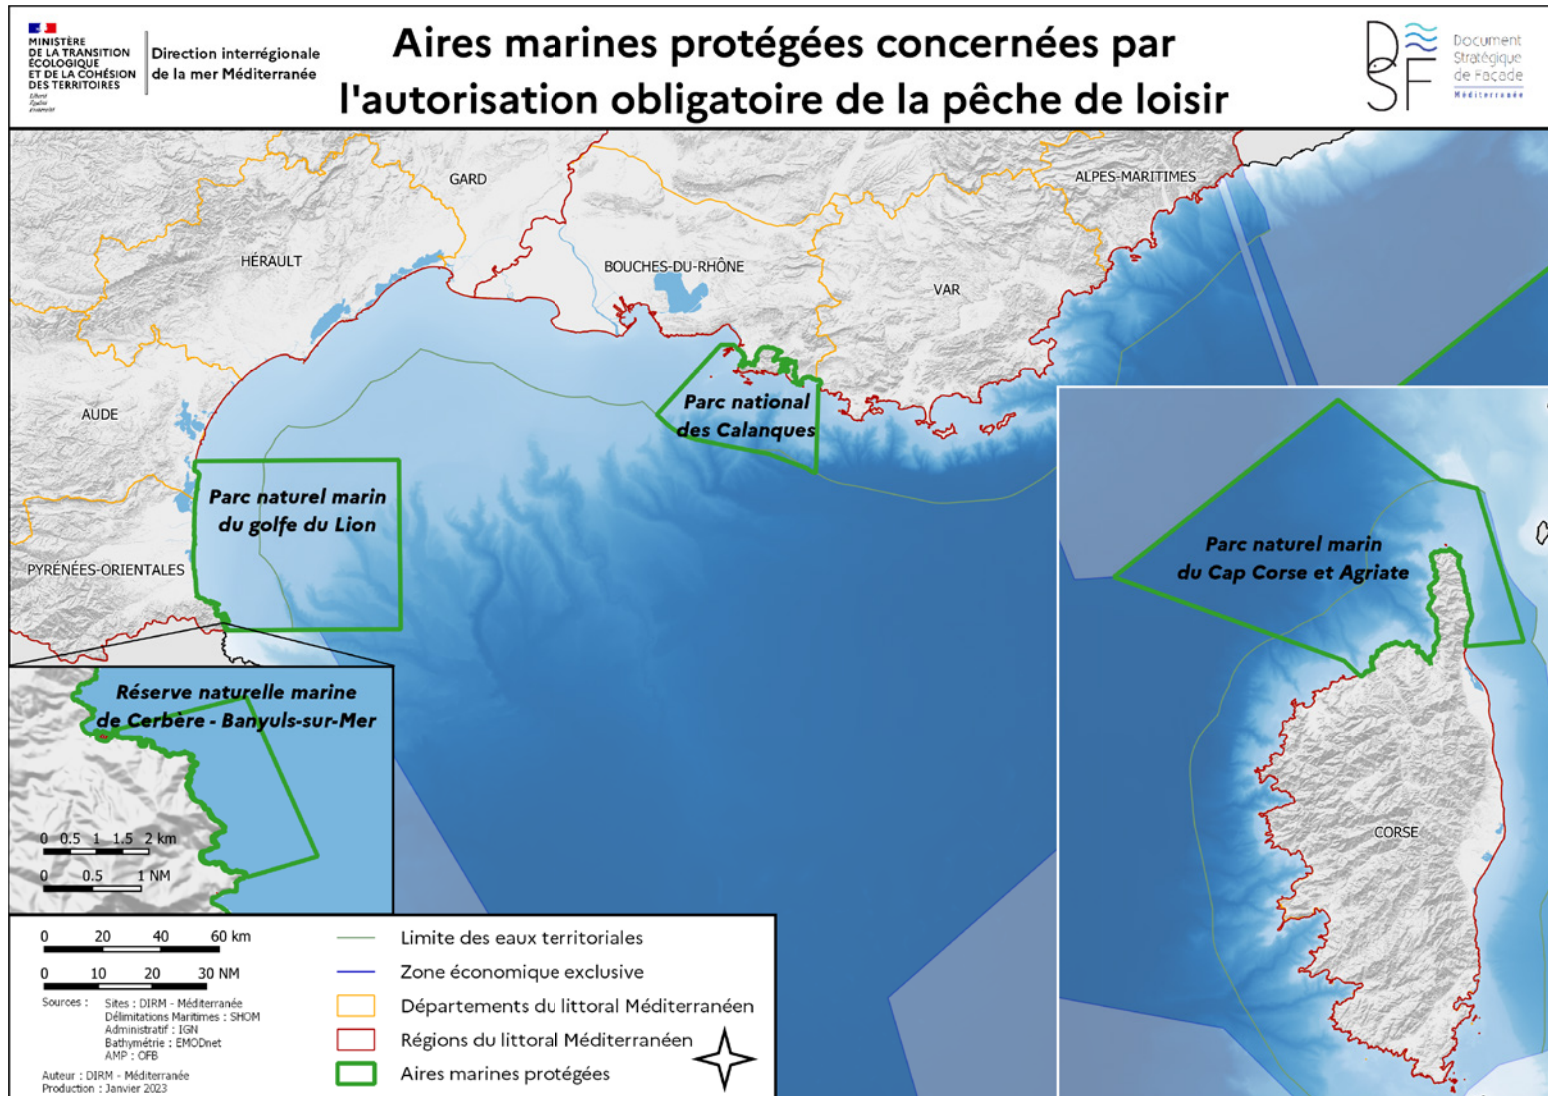 MINISTÈRE
DE LA TRANSITION
ÉCOLOGIQUE
ET DE LA COHÉSION
DES TERRITOIRES
Liberté
Égalité
Fraternité
Direction interrégionale
de la mer Méditerranée
Aires marines protégées concernées par
l'autorisation obligatoire de la pêche de loisir
DSF
Document
Stratégique
de Façade
Méditerranée
GARD
ALPES-MARITIMES
HÉRAULT
BOUCHES-DU-RHÔNE
VAR
AUDE
Parc national
des Calanques
Parc naturel marin
du golfe du Lion
PYRÉNÉES-ORIENTALES
Parc naturel marin
du Cap Corse et Agriate
Réserve naturelle marine
de Cerbère - Banyuls-sur-Mer
CORSE
0 0.5 1 1.5 2 km
0 0.5 1 NM
0 20 40 60 km
0 10 20 30 NM
Sources : Sites : DIRM - Méditerranée
Délimitations Maritimes : SHOM
Administratif : IGN
Bathymétrie : EMODnet
AMP : OFB
Auteur : DIRM - Méditerranée
Production : Janvier 2023
Limite des eaux territoriales
Zone économique exclusive
Départements du littoral Méditerranéen
Régions du littoral Méditerranéen
Aires marines protégées